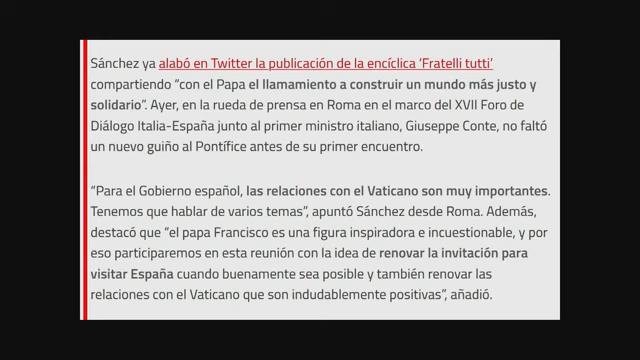 Sánchez ya alabó en Twitter la publicación de la encíclica ‘Fratelli tutti’
compartiendo “con el Papa el llamamiento a construir un mundo más justo y
solidario”. Ayer, en la rueda de prensa en Roma en el marco del XVII Foro de
Diálogo Italia-España junto al primer ministro italiano, Giuseppe Conte, no faltó
un nuevo guiño al Pontífice antes de su primer encuentro.
“Para el Gobierno español, las relaciones con el Vaticano son muy importantes.
Tenemos que hablar de varios temas”, apuntó Sánchez desde Roma. Además,
destacó que “el papa Francisco es una figura inspiradora e incuestionable, y por
eso participaremos en esta reunión con la idea de renovar la invitación para
visitar España cuando buenamente sea posible y también renovar las
relaciones con el Vaticano que son indudablemente positivas”, añadió.